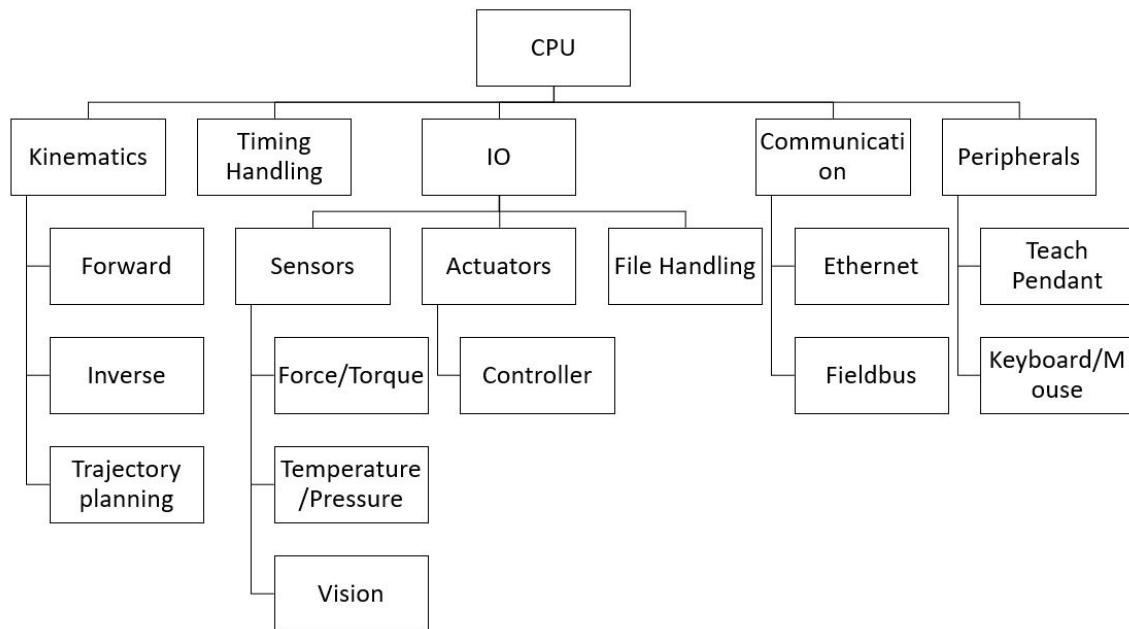 CPU
Kinematics
Timing
Handling
IO
Communicati
on
Peripherals
Forward
Sensors
Actuators
File Handling
Ethernet
Teach
Pendant
Inverse
Force/Torque
Controller
Fieldbus
Keyboard/M
ouse
Trajectory
planning
Temperature
/Pressure
Vision